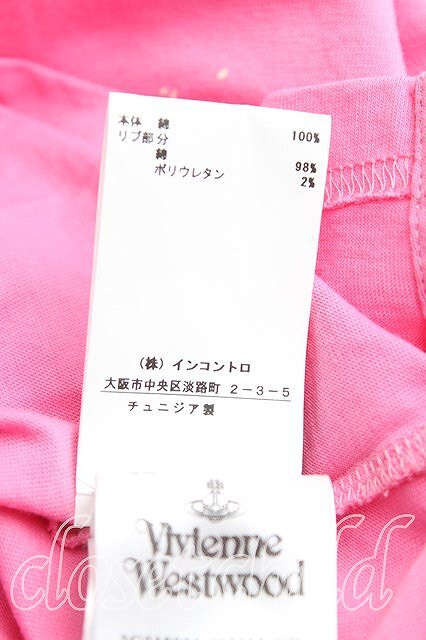 本体 綿 100%
リブ部分
綿 98%
ポリウレタン 2%
(株) インコントロ
大阪市中央区淡路町 2-3-5
チュニジア製
Vivienne
Westwood
closet child